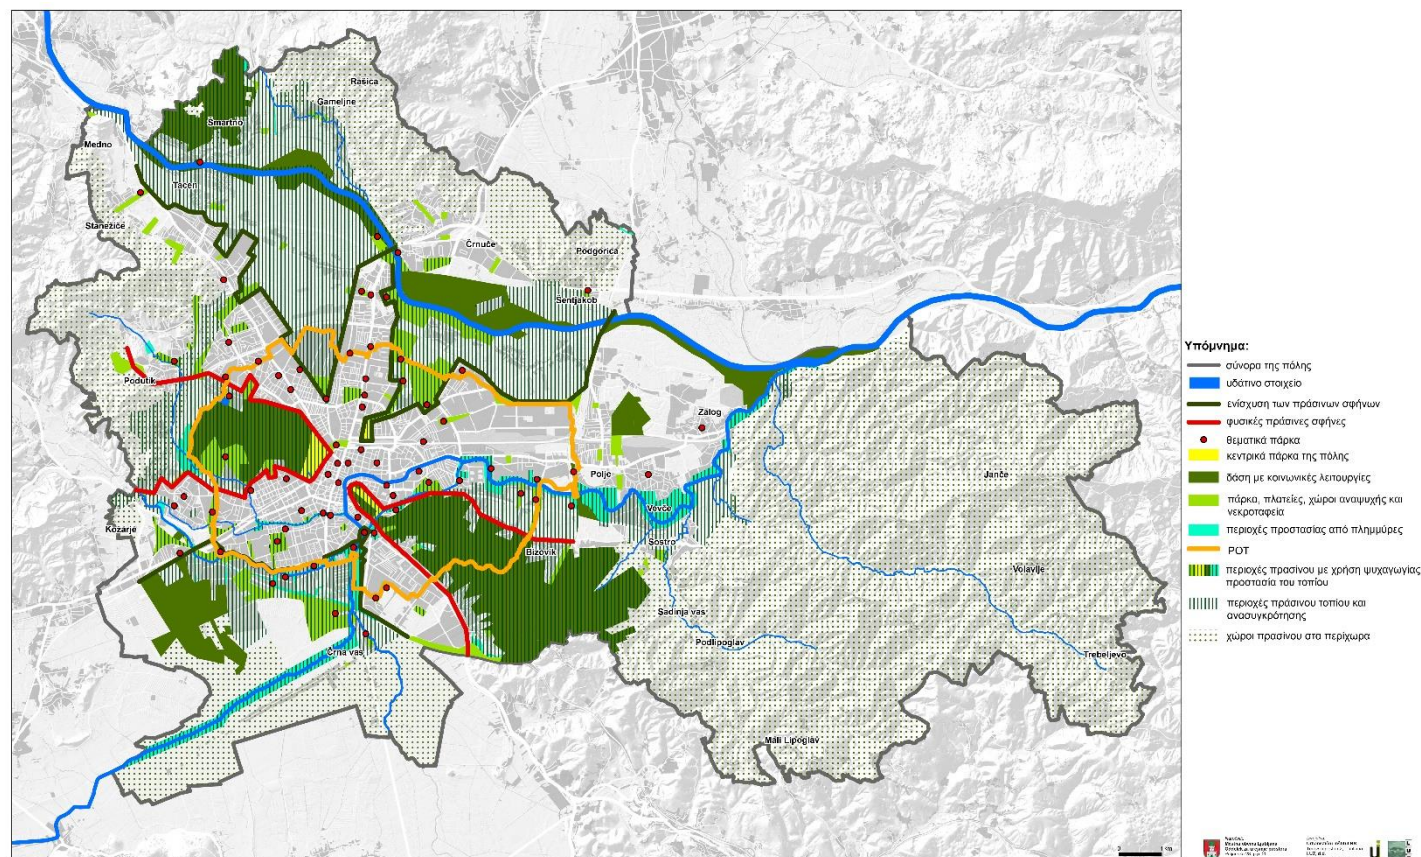 Rašica
Gameljne
Šmartno
Medno
Tacen
Stanežiče
Črnuče
Podgorica
Šentjakob
Podutik
Zalog
Polje
Janče
Vevče
Kozarje
Sostro
Bizovik
Volavlje
Sadinja vas
Podlipoglav
Črna vas
Trebeljevo
Mali Lipoglav
Υπόμνημα:
σύνορα της πόλης
υδάτινο στοιχείο
ενίσχυση των πράσινων σφήνων
φυσικές πράσινες σφήνες
θεματικά πάρκα
κεντρικά πάρκα της πόλης
δάση με κοινωνικές λειτουργίες
πάρκα, πλατείες, χώροι αναψυχής και
νεκροταφεία
περιοχές προστασίας από πλημμύρες
POT
περιοχές πρασίνου με χρήση ψυχαγωγίας
προστασία του τοπίου
περιοχές πράσινου τοπίου και
ανασυγκρότησης
χώροι πρασίνου στα περίχωρα